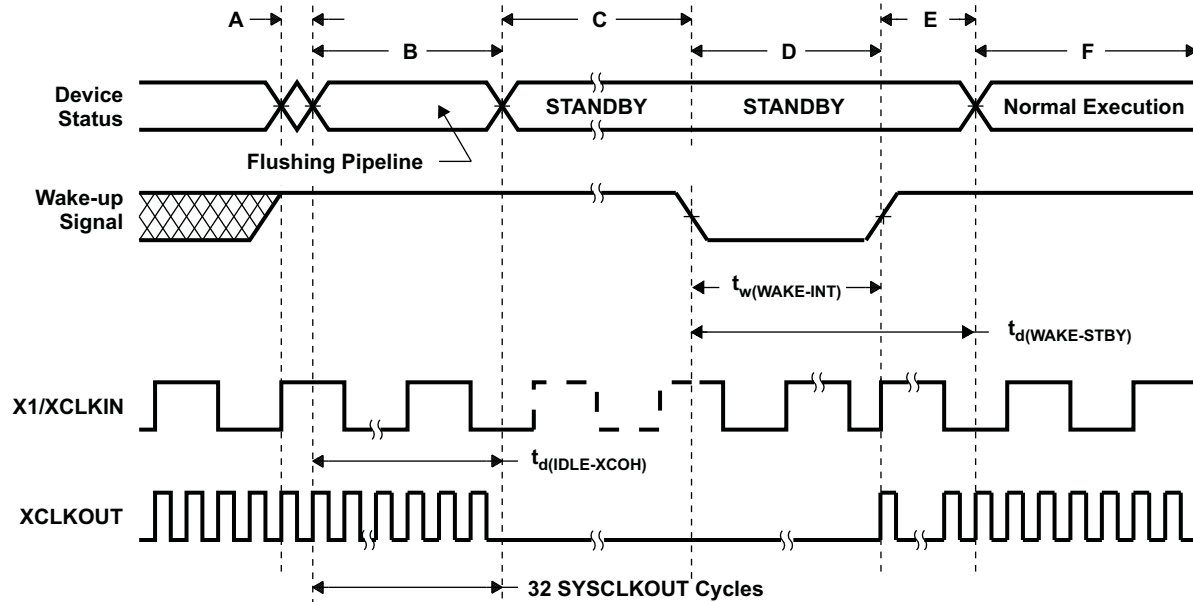 A
C
E
B
D
F
Device
Status
STANDBY
STANDBY
Normal Execution
Flushing Pipeline
Wake-up
Signal
tw(WAKE-INT)
td(WAKE-STBY)
X1/XCLKIN
td(IDLE-XCOH)
XCLKOUT
32 SYSCLKOUT Cycles